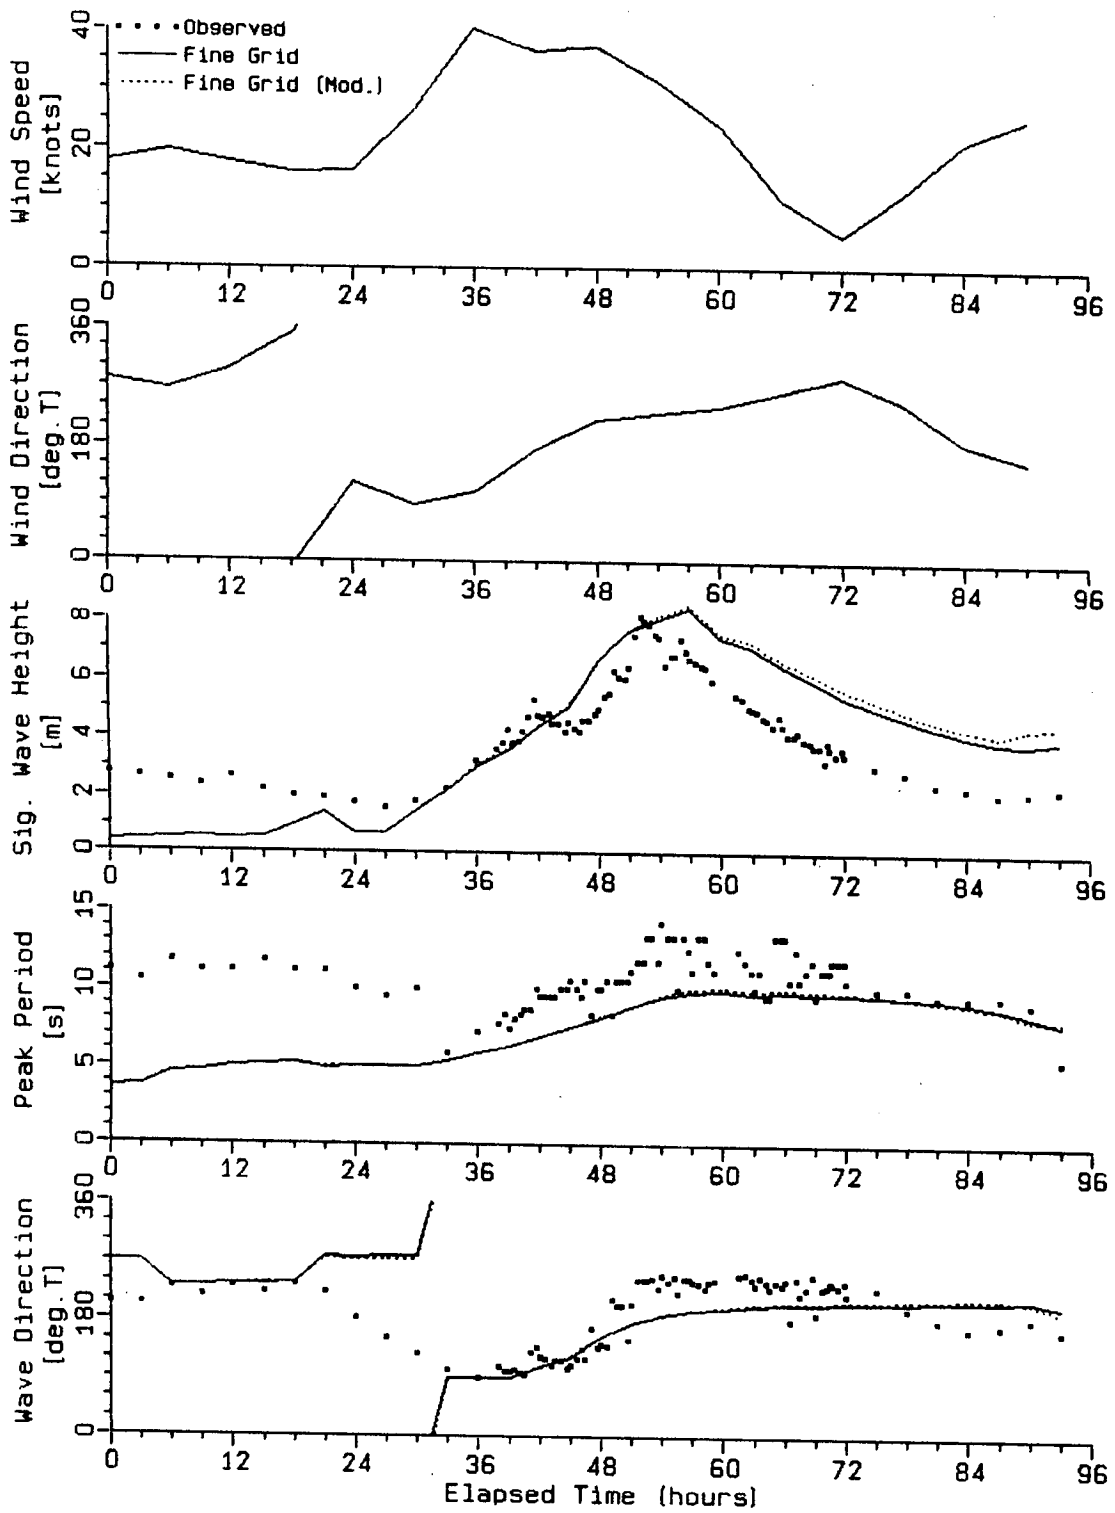 Observed
Fine Grid
Fine Grid (Mod.)
Wind Speed
[knots]
40
20
0
0 12 24 36 48 60 72 84 96
Wind Direction
[deg.T]
360
180
0
0 12 24 36 48 60 72 84 96
Sig. Wave Height
[m]
8
6
4
2
0
0 12 24 36 48 60 72 84 96
Peak Period
[s]
15
10
5
0
0 12 24 36 48 60 72 84 96
Wave Direction
[deg.T]
360
180
0
0 12 24 36 48 60 72 84 96
Elapsed Time (hours)